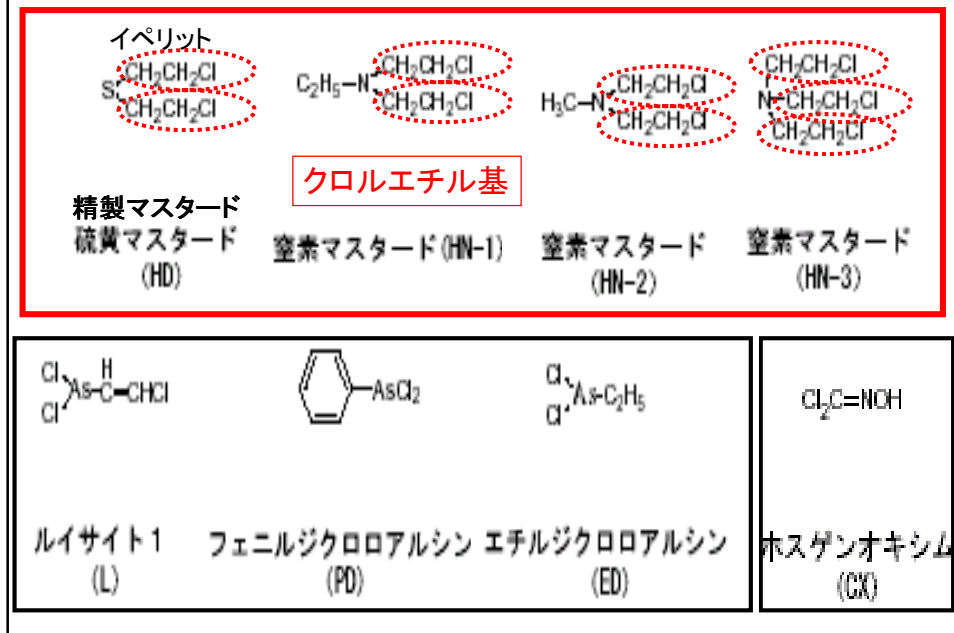 イペリット
CH2CH2Cl
S
CH2CH2Cl
CH2CH2Cl
C2H5-N
CH2CH2Cl
CH2CH2Cl
H3C-N
CH2CH2Cl
CH2CH2Cl
N-CH2CH2Cl
CH2CH2Cl
クロルエチル基
精製マスタード
硫黄マスタード
(HD)
窒素マスタード(HN-1)
窒素マスタード
(HN-2)
窒素マスタード
(HN-3)
Cl
H
As-C=CHCl
Cl
AsCl2
Cl
As-C2H5
Cl
Cl2C=NOH
ルイサイト1
(L)
フェニルジクロロアルシン
(PD)
エチルジクロロアルシン
(ED)
ホスゲンオキシム
(CX)